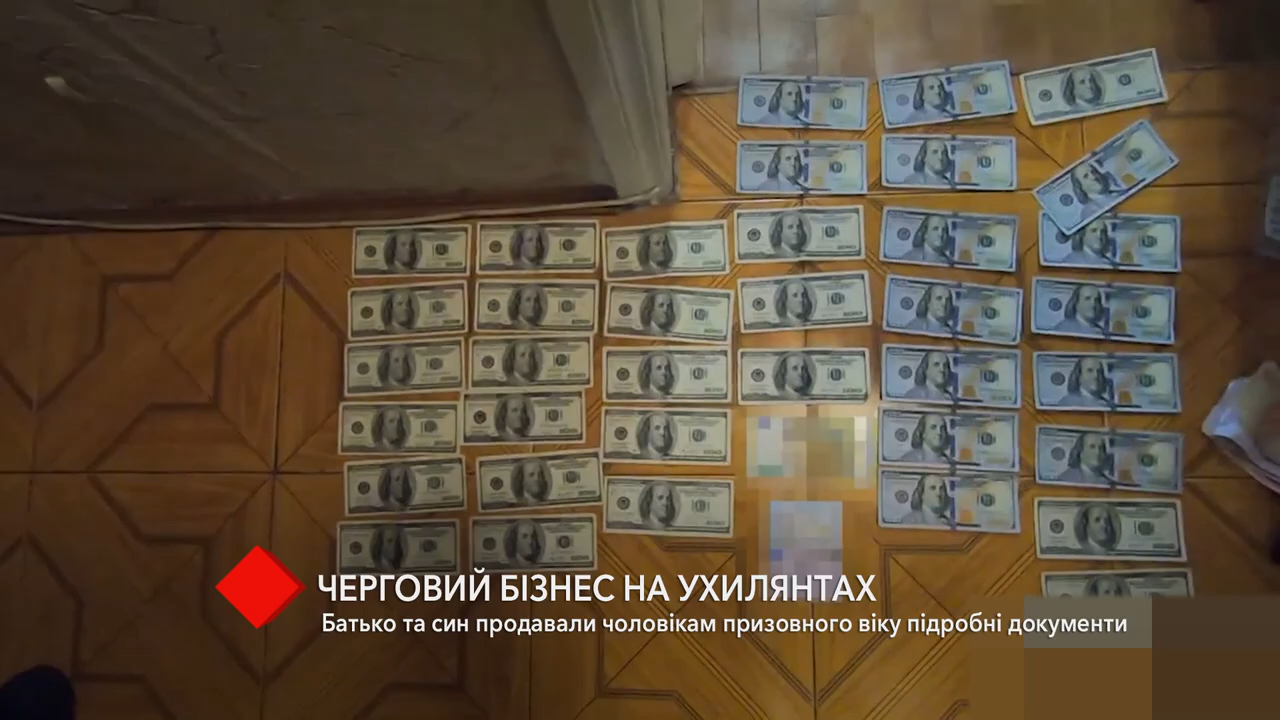 ЧЕРГОВИЙ БІЗНЕС НА УХИЛЯНТАХ
Батько та син продавали чоловікам призовного віку підробні документи